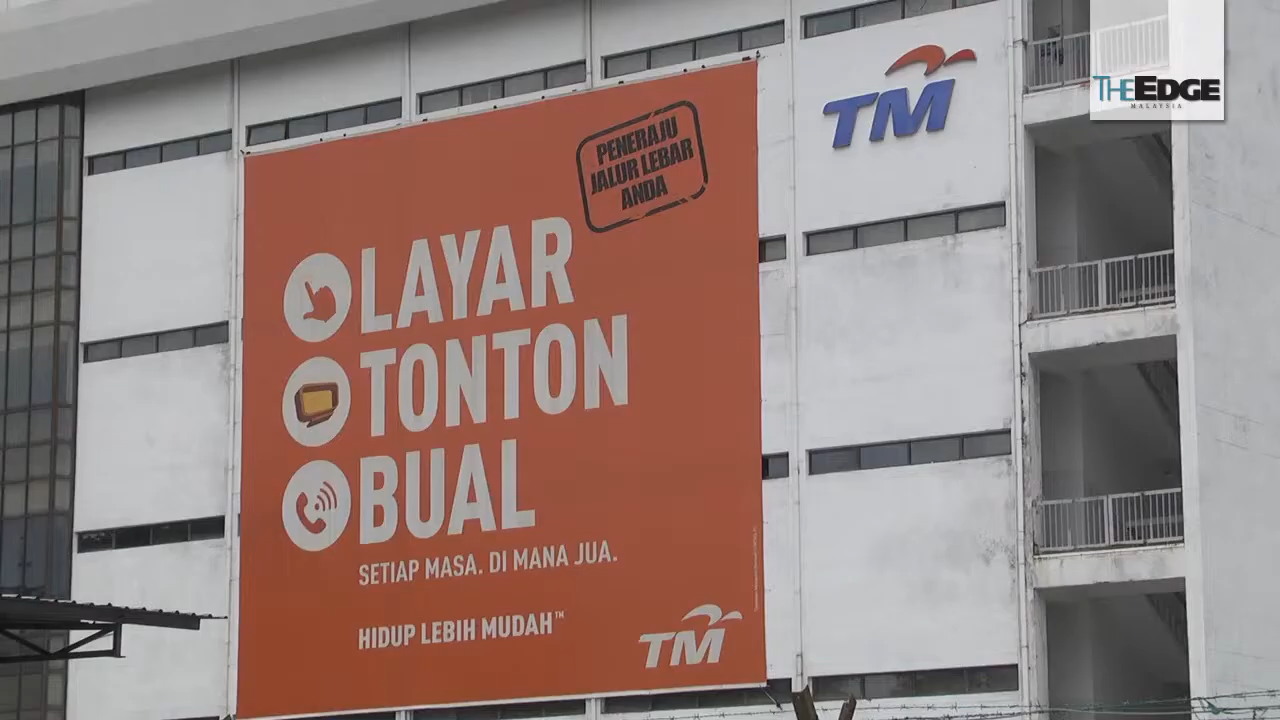 THE EDGE
MALAYSIA
TM
PENERAJU
JALUR LEBAR
ANDA
LAYAR
TONTON
BUAL
SETIAP MASA. DI MANA JUA.
HIDUP LEBIH MUDAH™
TM